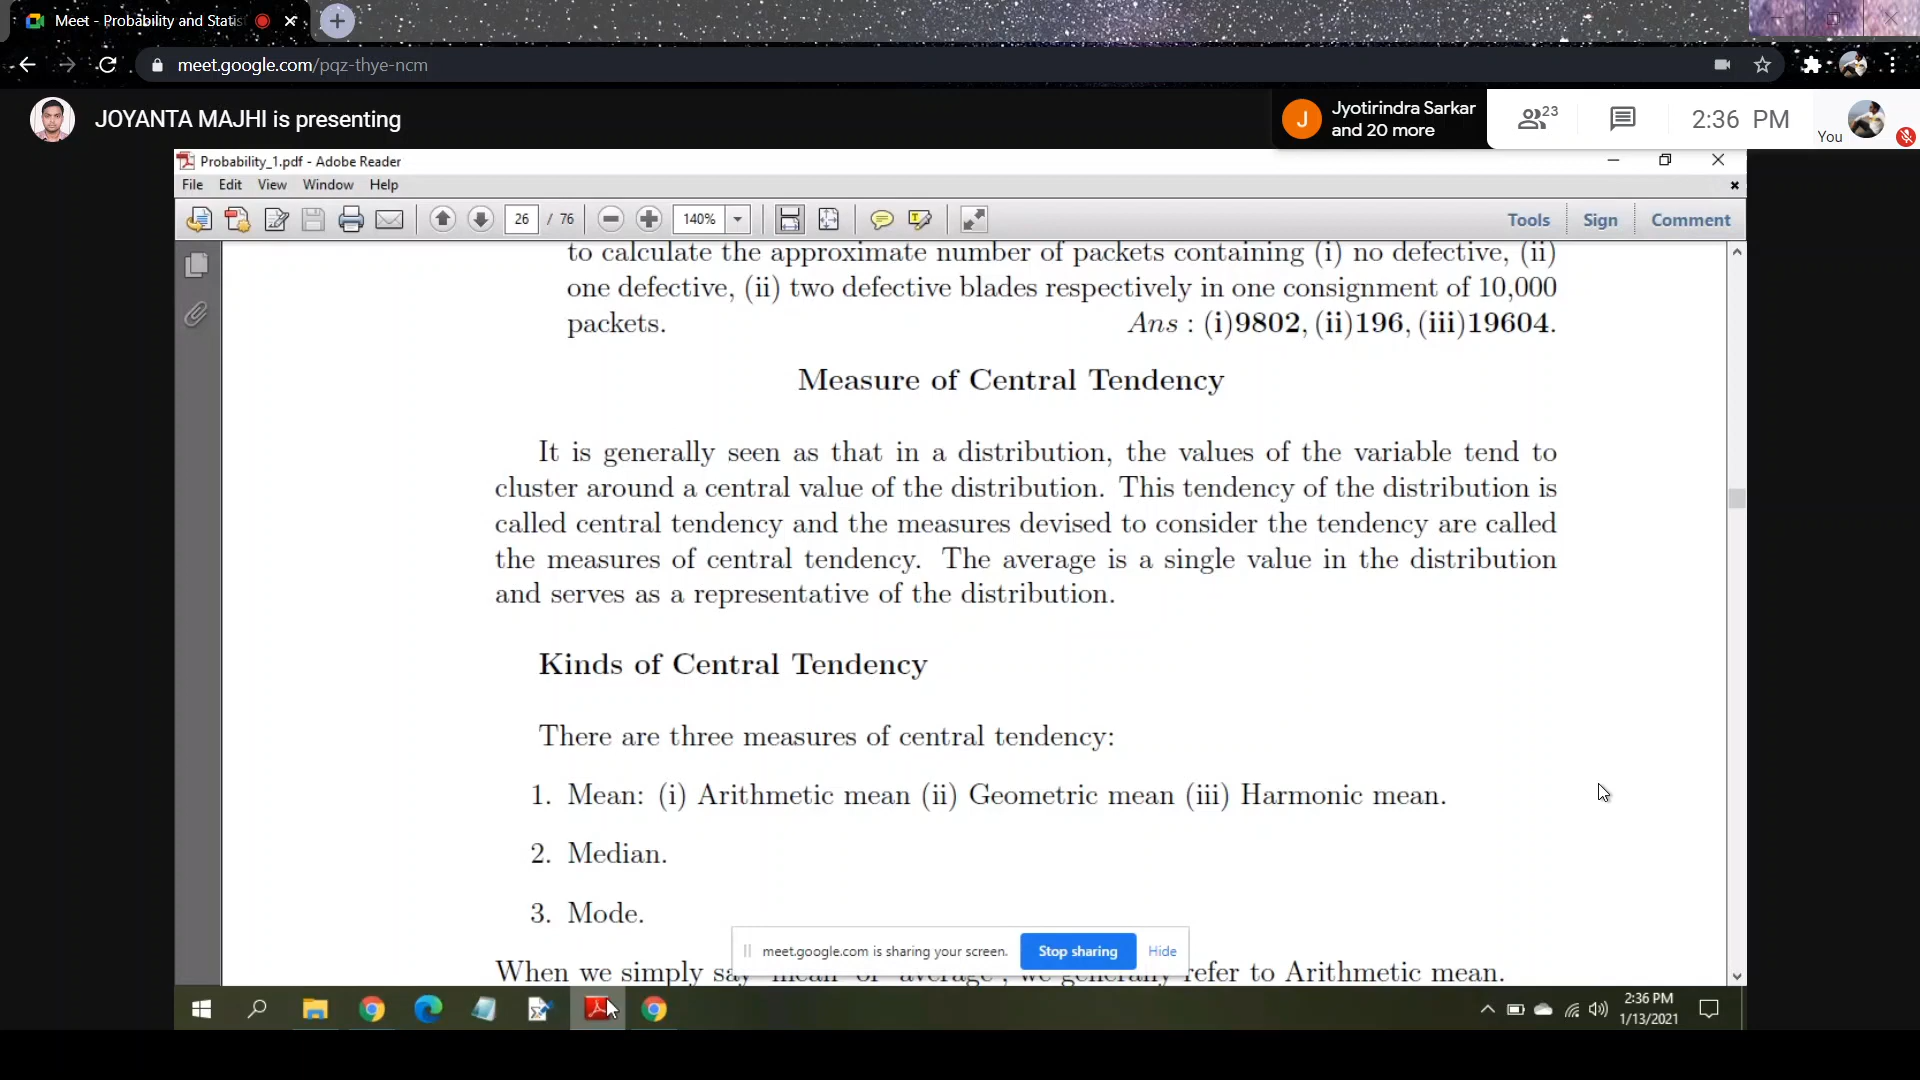 Meet - Probability and Statis
meet.google.com/pqz-thye-ncm
JOYANTA MAJHI is presenting
J
Jyotirindra Sarkar
and 20 more
23
2:36 PM
You
Probability_1.pdf - Adobe Reader
File Edit View Window Help
26 / 76
140%
Tools Sign Comment
to calculate the approximate number of packets containing (i) no defective, (ii)
one defective, (ii) two defective blades respectively in one consignment of 10,000
packets. Ans : (i)9802, (ii)196, (iii)19604.
Measure of Central Tendency
It is generally seen as that in a distribution, the values of the variable tend to
cluster around a central value of the distribution. This tendency of the distribution is
called central tendency and the measures devised to consider the tendency are called
the measures of central tendency. The average is a single value in the distribution
and serves as a representative of the distribution.
Kinds of Central Tendency
There are three measures of central tendency:
1. Mean: (i) Arithmetic mean (ii) Geometric mean (iii) Harmonic mean.
2. Median.
3. Mode.
meet.google.com is sharing your screen. Stop sharing Hide
When we simply say 'mean' or 'average', we generally refer to Arithmetic mean.
2:36 PM
1/13/2021